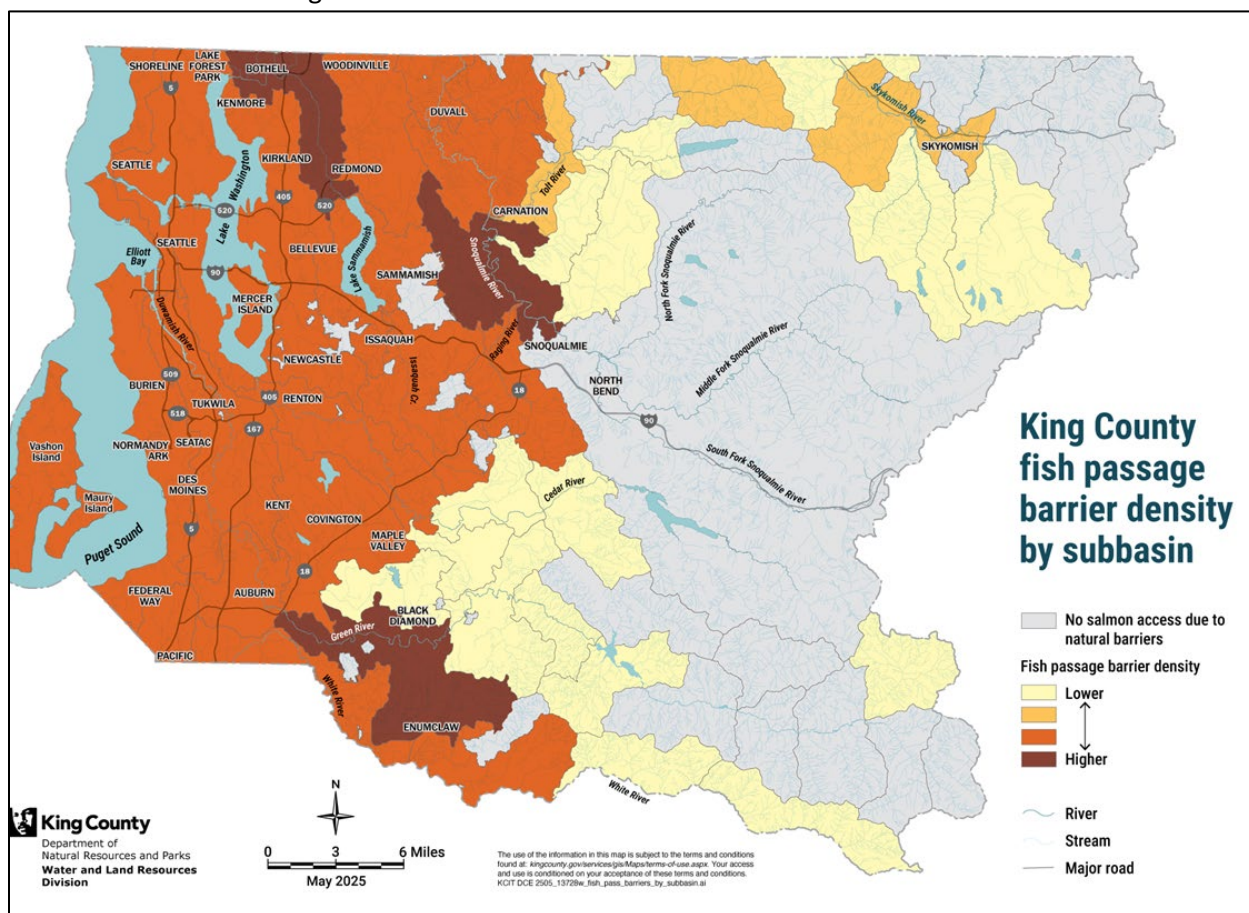 SHORELINE
LAKE
FOREST
PARK
BOTHELL
WOODINVILLE
KENMORE
5
DUVALL
Skykomish River
SKYKOMISH
SEATTLE
KIRKLAND
REDMOND
Lake Washington
405
520
520
Tolt River
CARNATION
SEATTLE
BELLEVUE
Lake Sammamish
Elliott
Bay
90
SAMMAMISH
Snoqualmie River
North Fork Snoqualmie River
MERCER
ISLAND
Duwamish River
ISSAQUAH
Raging River
SNOQUALMIE
NEWCASTLE
Issaquah Cr.
Middle Fork Snoqualmie River
NORTH
BEND
509
BURIEN
405
RENTON
18
TUKWILA
518
167
90
NORMANDY
ARK
SEATAC
South Fork Snoqualmie River
Vashon
Island
DES
MOINES
Maury
Island
KENT
Cedar River
5
COVINGTON
MAPLE
VALLEY
Puget Sound
18
FEDERAL
WAY
AUBURN
BLACK
DIAMOND
Green River
PACIFIC
White River
ENUMCLAW
White River
King County
fish passage
barrier density
by subbasin
No salmon access due to
natural barriers
Fish passage barrier density
Lower
Higher
River
Stream
Major road
N
0 3 6 Miles
May 2025
King County
Department of
Natural Resources and Parks
Water and Land Resources
Division
The use of the information in this map is subject to the terms and conditions
found at: kingcounty.gov/services/gis/Maps/terms-of-use.aspx. Your access
and use is conditioned on your acceptance of these terms and conditions.
KCIT DCE 2505_13728w_fish_pass_barriers_by_subbasin.ai